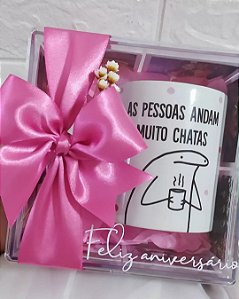 AS PESSOAS ANDAM
MUITO CHATAS
Feliz aniversário